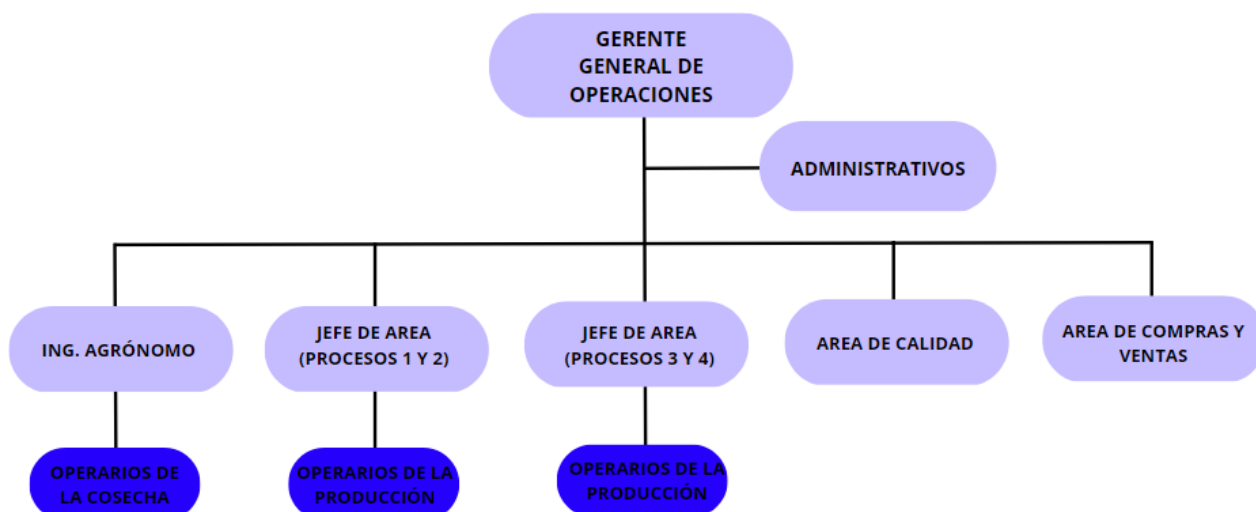 GERENTE
GENERAL DE
OPERACIONES
ADMINISTRATIVOS
ING. AGRÓNOMO
JEFE DE AREA
(PROCESOS 1 Y 2)
JEFE DE AREA
(PROCESOS 3 Y 4)
AREA DE CALIDAD
AREA DE COMPRAS Y
VENTAS
OPERARIOS DE
LA COSECHA
OPERARIOS DE LA
PRODUCCIÓN
OPERARIOS DE LA
PRODUCCIÓN